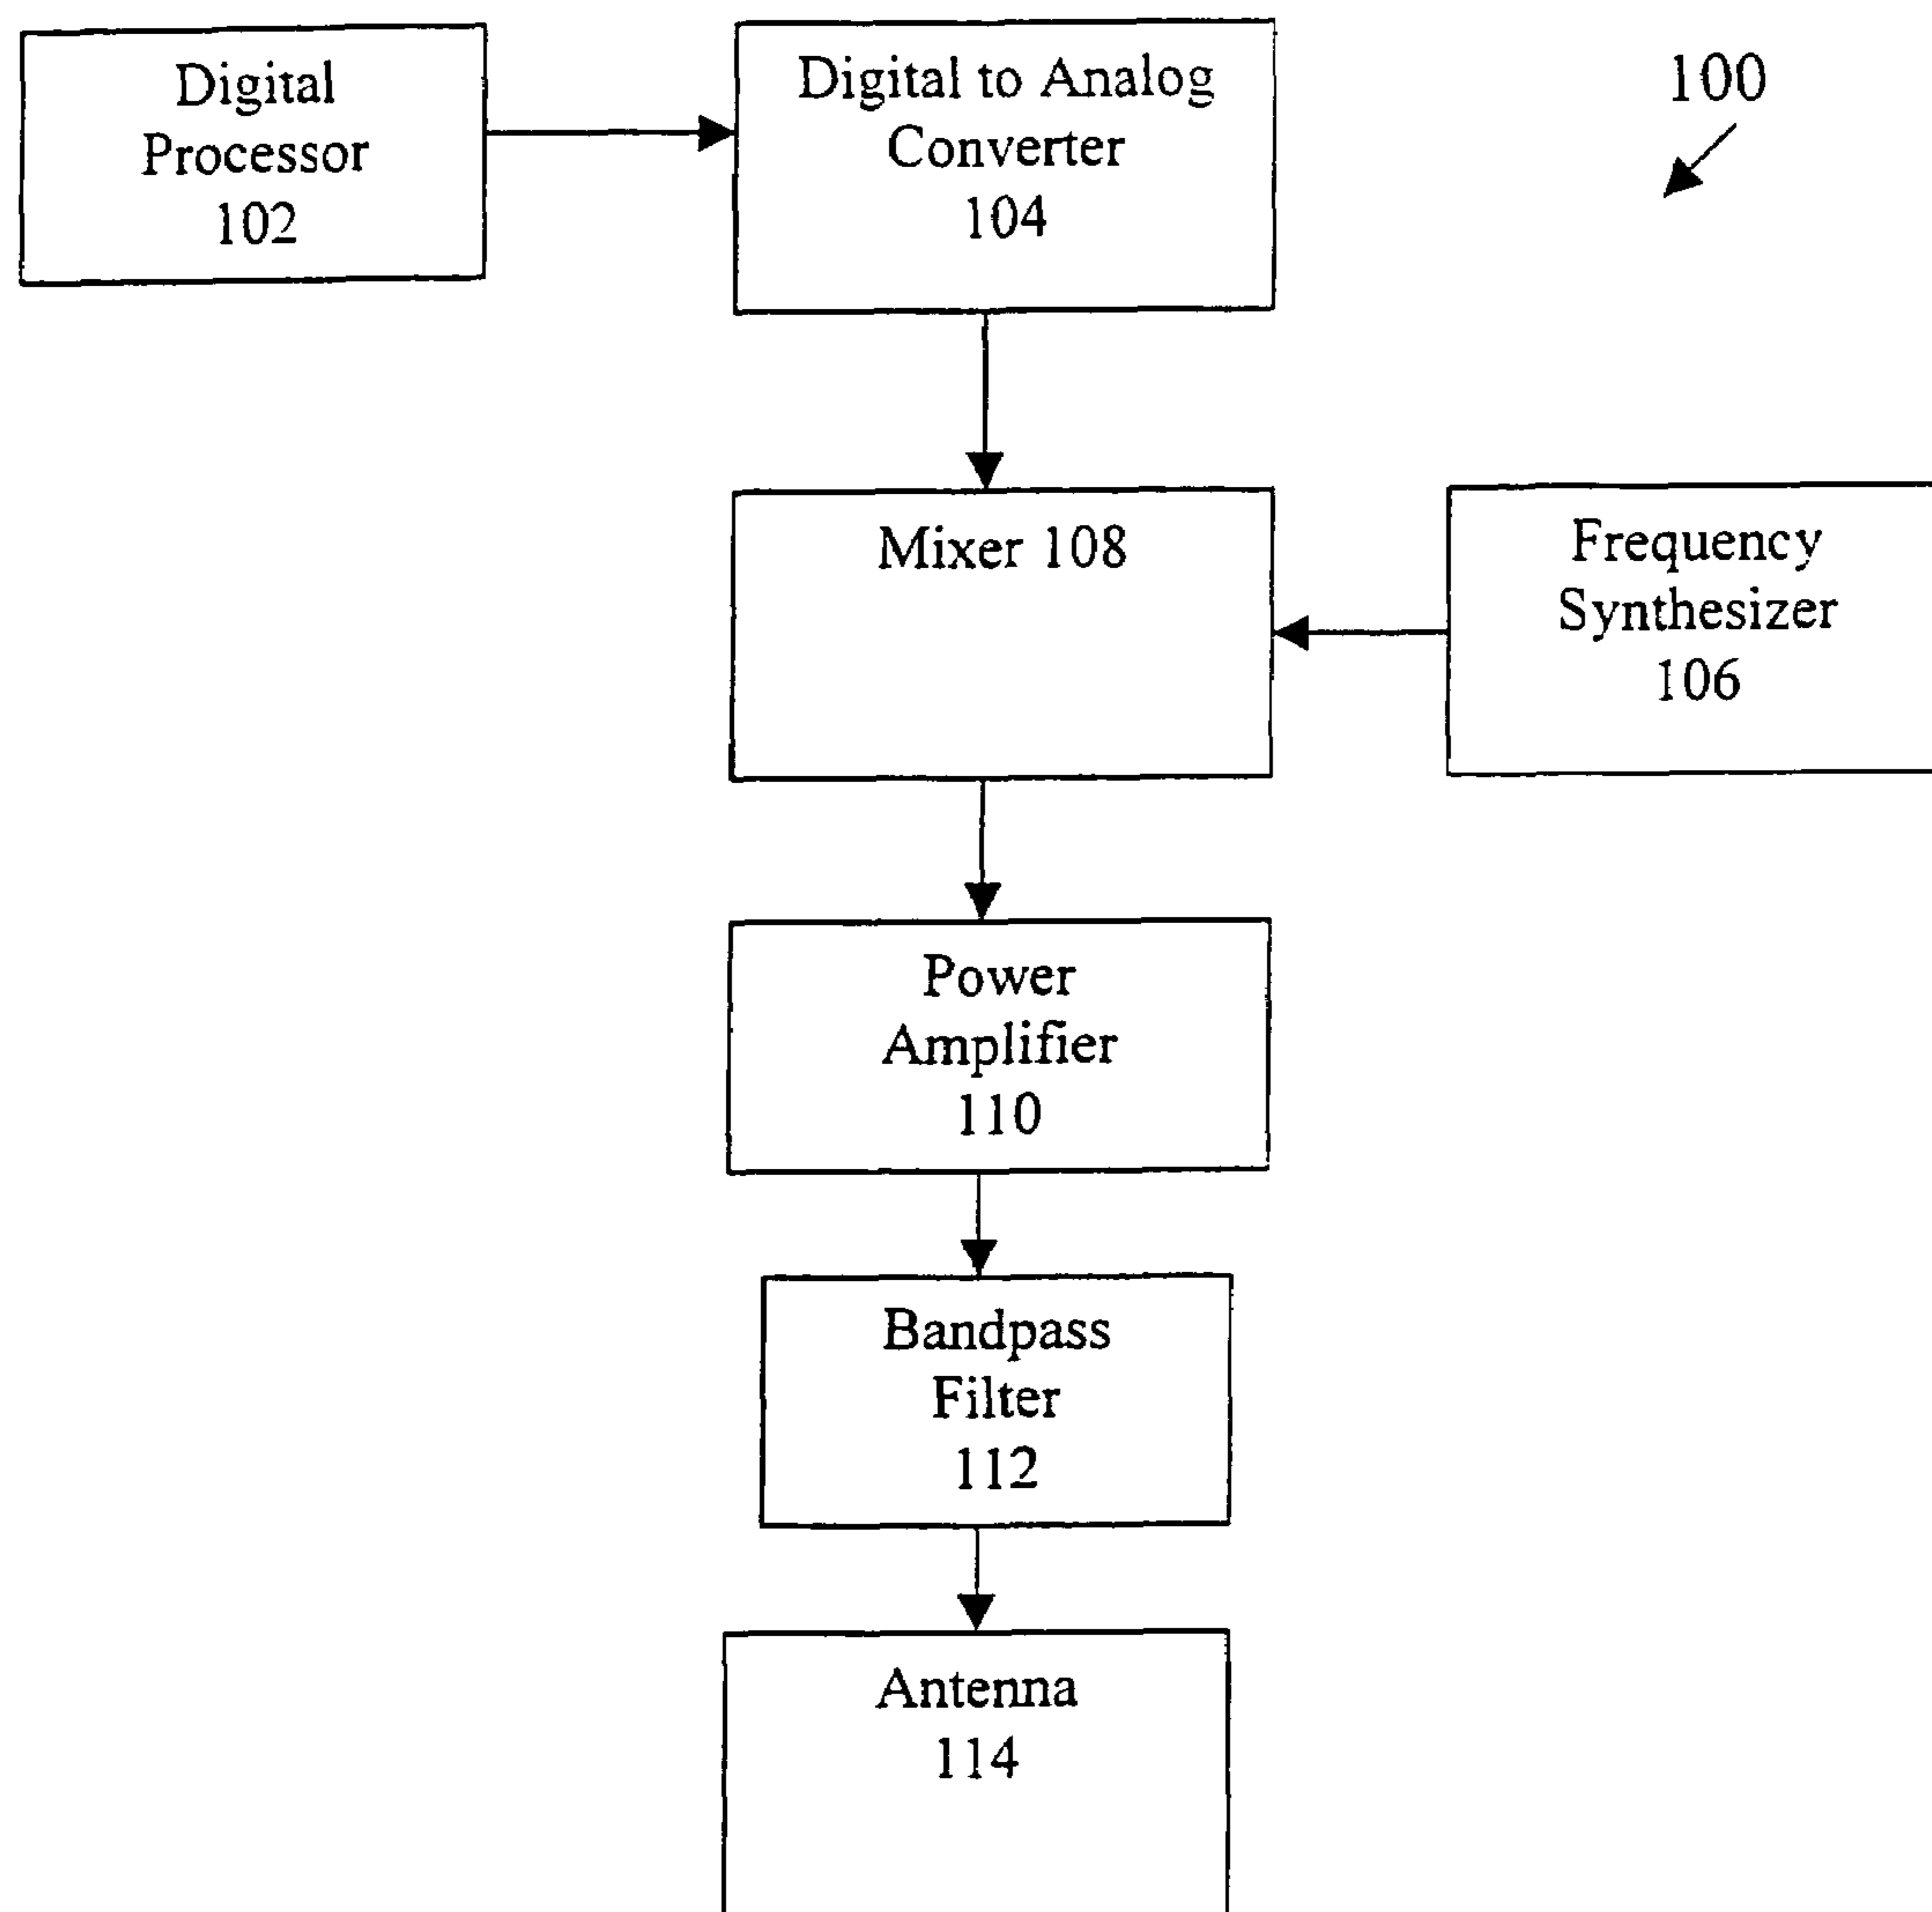 Digital
Processor
102
Digital to Analog
Converter
104
100
Mixer 108
Frequency
Synthesizer
106
Power
Amplifier
110
Bandpass
Filter
112
Antenna
114